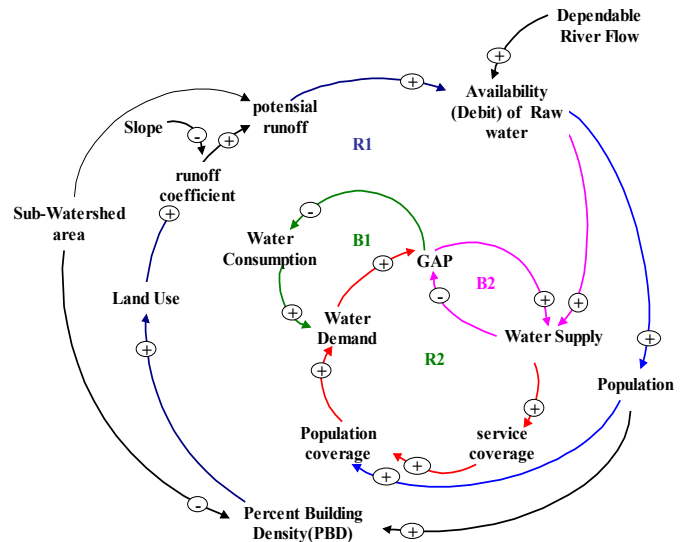 Dependable
River Flow
+
+
Availability
(Debit) of Raw
water
potensial
runoff
Slope
-
+
R1
runoff
coefficient
Sub-Watershed
area
+
-
Water
Consumption
B1
+
GAP
B2
-
+
+
Land Use
+
Water
Demand
Water Supply
R2
+
+
+
Population
+
Population
coverage
service
coverage
+
+
-
Percent Building
Density(PBD)
+